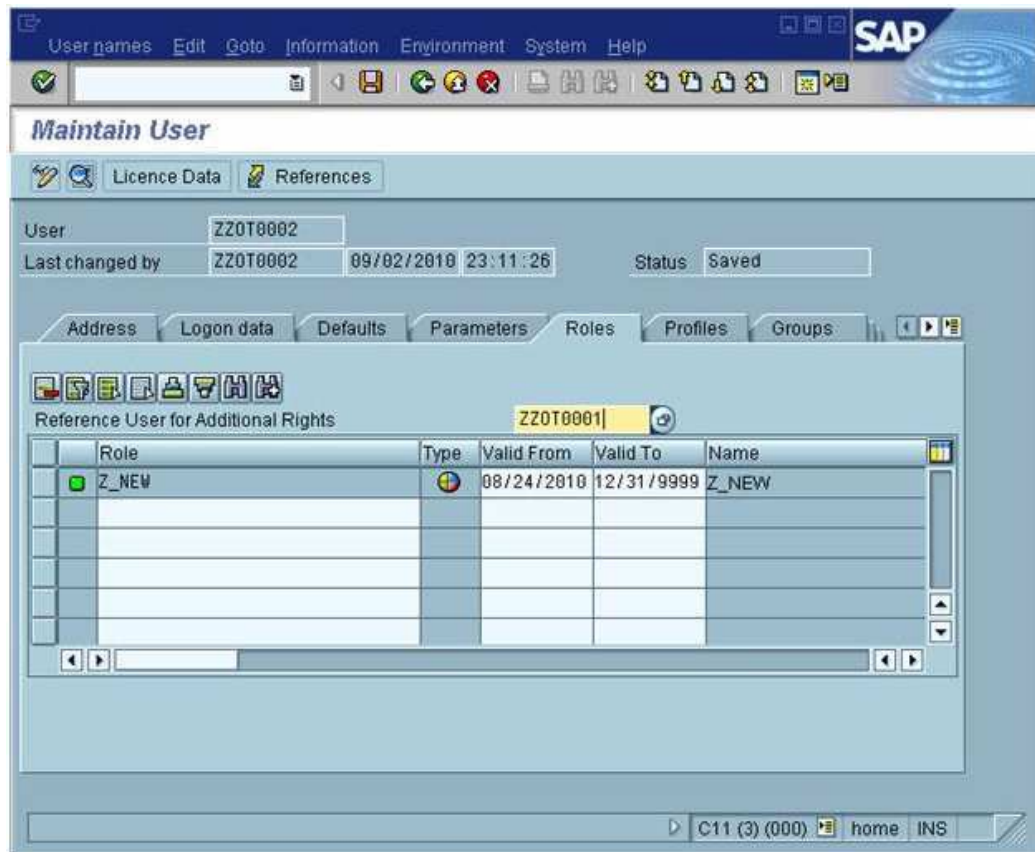 User names Edit Goto Information Environment System Help
SAP
Maintain User
Licence Data References
User ZZOT0002
Last changed by ZZOT0002 09/02/2010 23:11:26 Status Saved
Address Logon data Defaults Parameters Roles Profiles Groups
Reference User for Additional Rights ZZOT0001
Role Type Valid From Valid To Name
Z_NEW 08/24/2010 12/31/9999 Z_NEW
C11 (3) (000) home INS